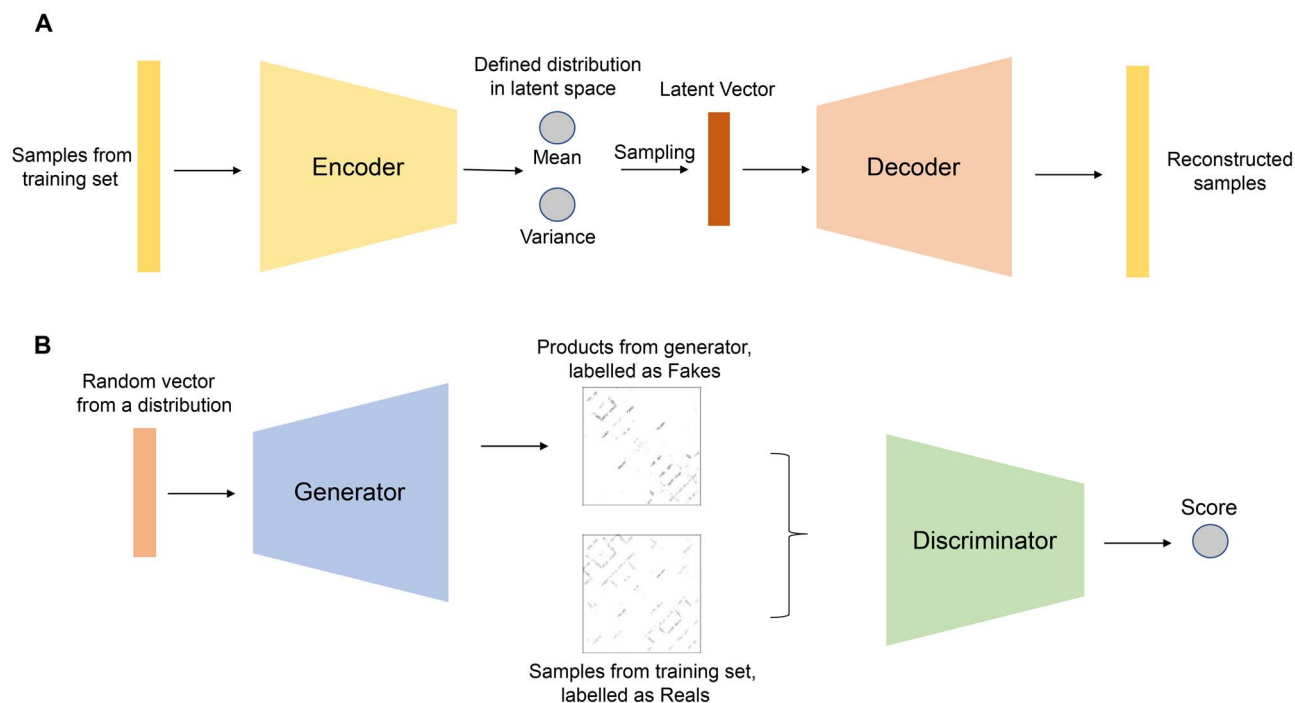 A
Samples from
training set
Encoder
Defined distribution
in latent space
Mean
Variance
Sampling
Latent Vector
Decoder
Reconstructed
samples
B
Random vector
from a distribution
Generator
Products from generator,
labelled as Fakes
Samples from training set,
labelled as Reals
Discriminator
Score